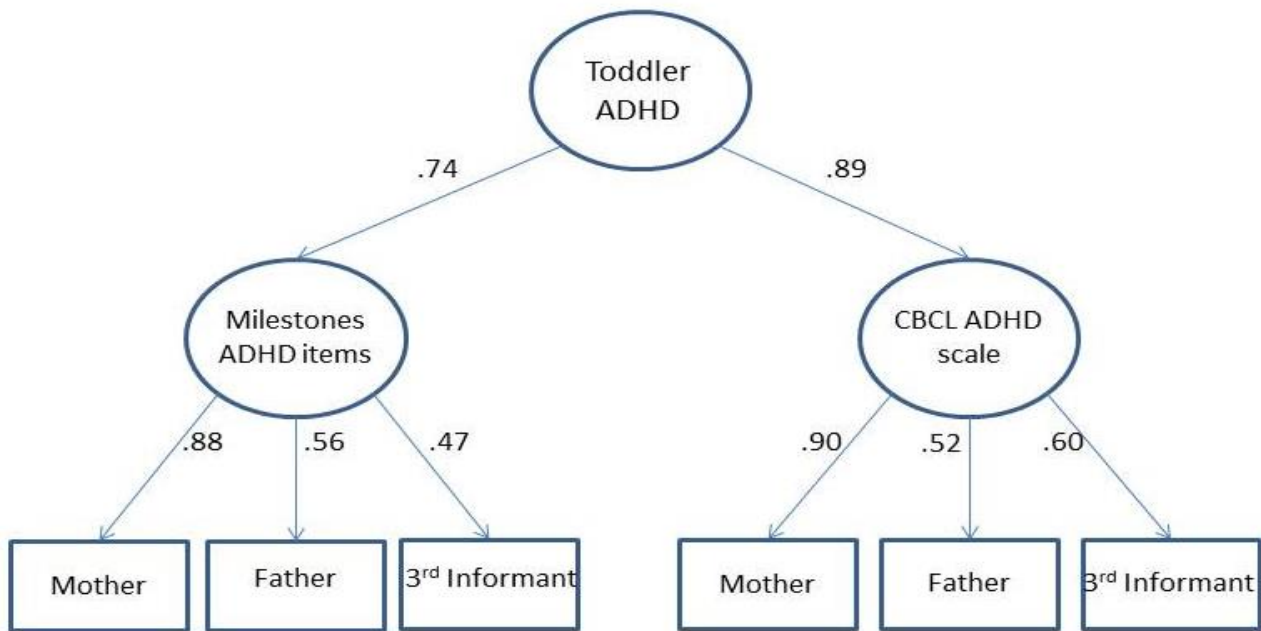 Toddler
ADHD
.74
.89
Milestones
ADHD items
CBCL ADHD
scale
.88
.56
.47
.90
.52
.60
Mother
Father
3rd Informant
Mother
Father
3rd Informant